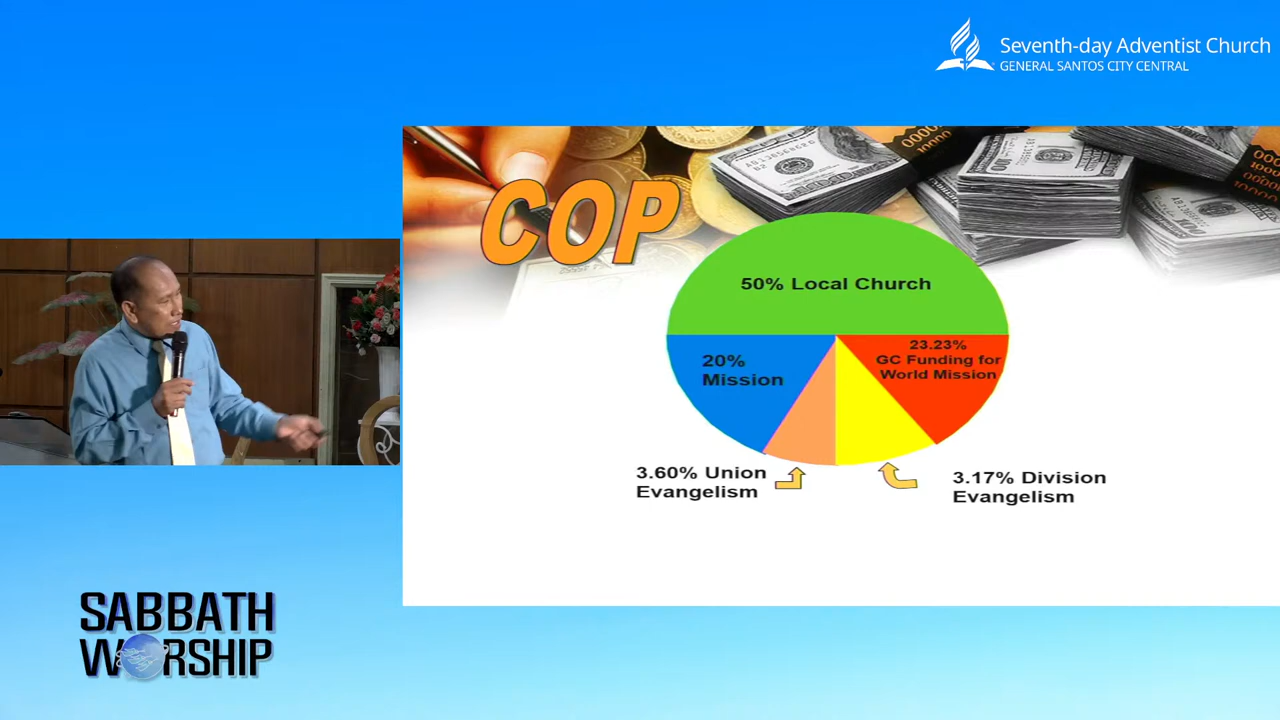 Seventh-day Adventist Church
GENERAL SANTOS CITY CENTRAL
COP
50% Local Church
23.23%
GC Funding for
World Mission
20%
Mission
3.60% Union
Evangelism
3.17% Division
Evangelism
SABBATH
WORSHIP